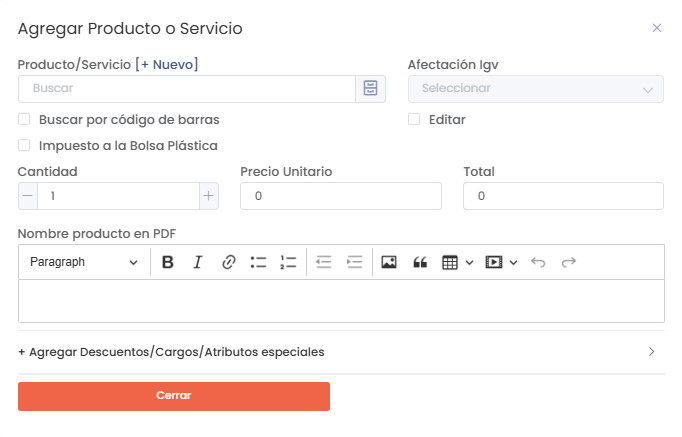 Agregar Producto o Servicio
Producto/Servicio [+ Nuevo]
Afectación Igv
Buscar
Seleccionar
Buscar por código de barras
Editar
Impuesto a la Bolsa Plástica
Cantidad
Precio Unitario
Total
1
0
0
Nombre producto en PDF
Paragraph
B
I
+ Agregar Descuentos/Cargos/Atributos especiales
Cerrar